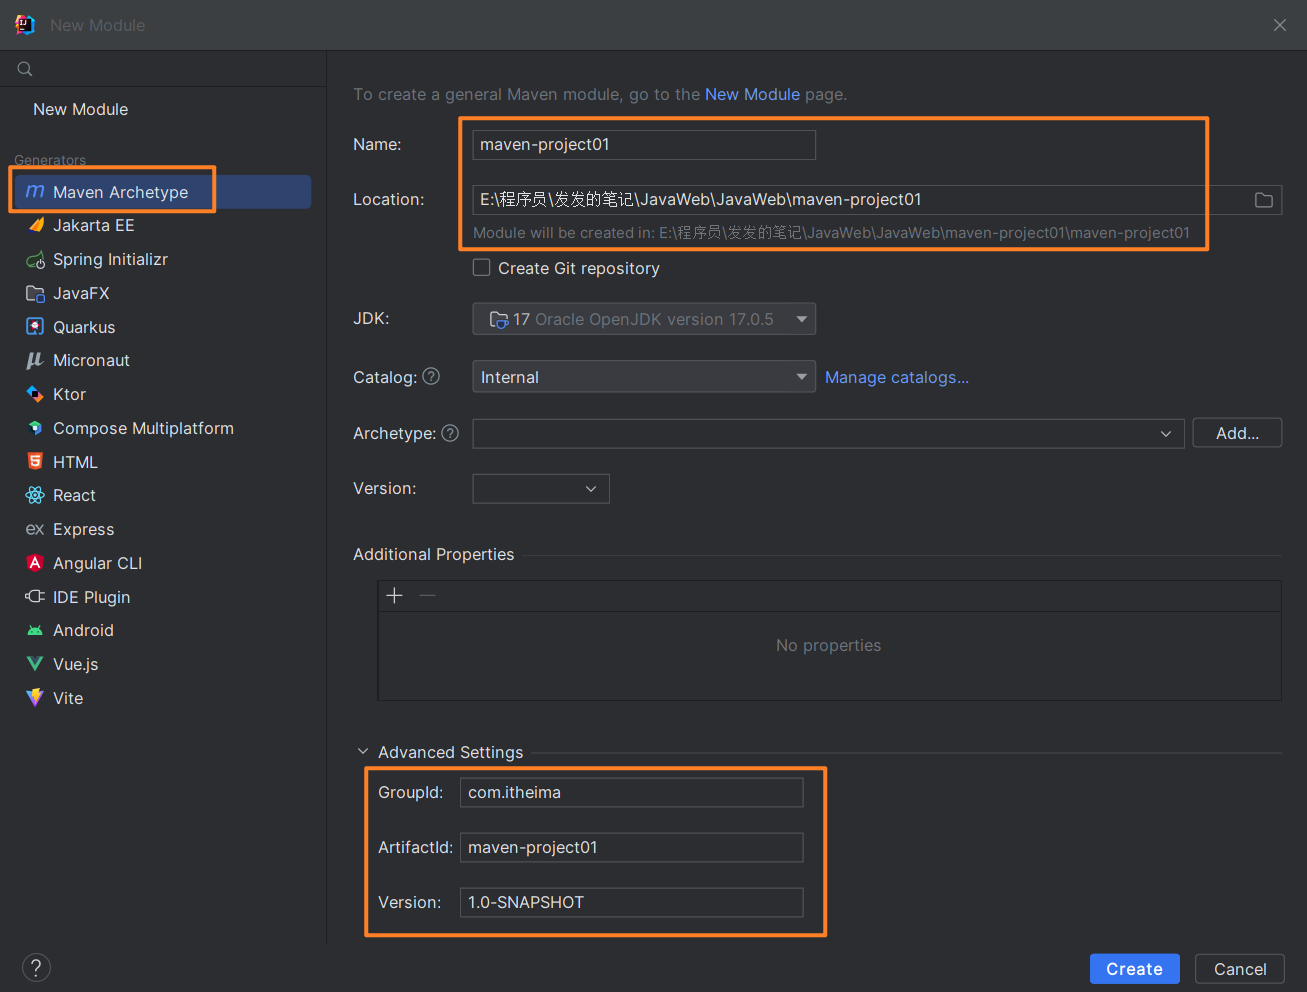 New Module
New Module
Generators
Maven Archetype
Jakarta EE
Spring Initializr
JavaFX
Quarkus
Micronaut
Ktor
Compose Multiplatform
HTML
React
Express
Angular CLI
IDE Plugin
Android
Vue.js
Vite
To create a general Maven module, go to the New Module page.
Name: maven-project01
Location: E:\程序员\发发的笔记\JavaWeb\JavaWeb\maven-project01
Module will be created in: E:\程序员\发发的笔记\JavaWeb\JavaWeb\maven-project01\maven-project01
Create Git repository
JDK: 17 Oracle OpenJDK version 17.0.5
Catalog: ? Internal Manage catalogs...
Archetype: ? Add...
Version:
Additional Properties
No properties
Advanced Settings
GroupId: com.itheima
ArtifactId: maven-project01
Version: 1.0-SNAPSHOT
? Create Cancel